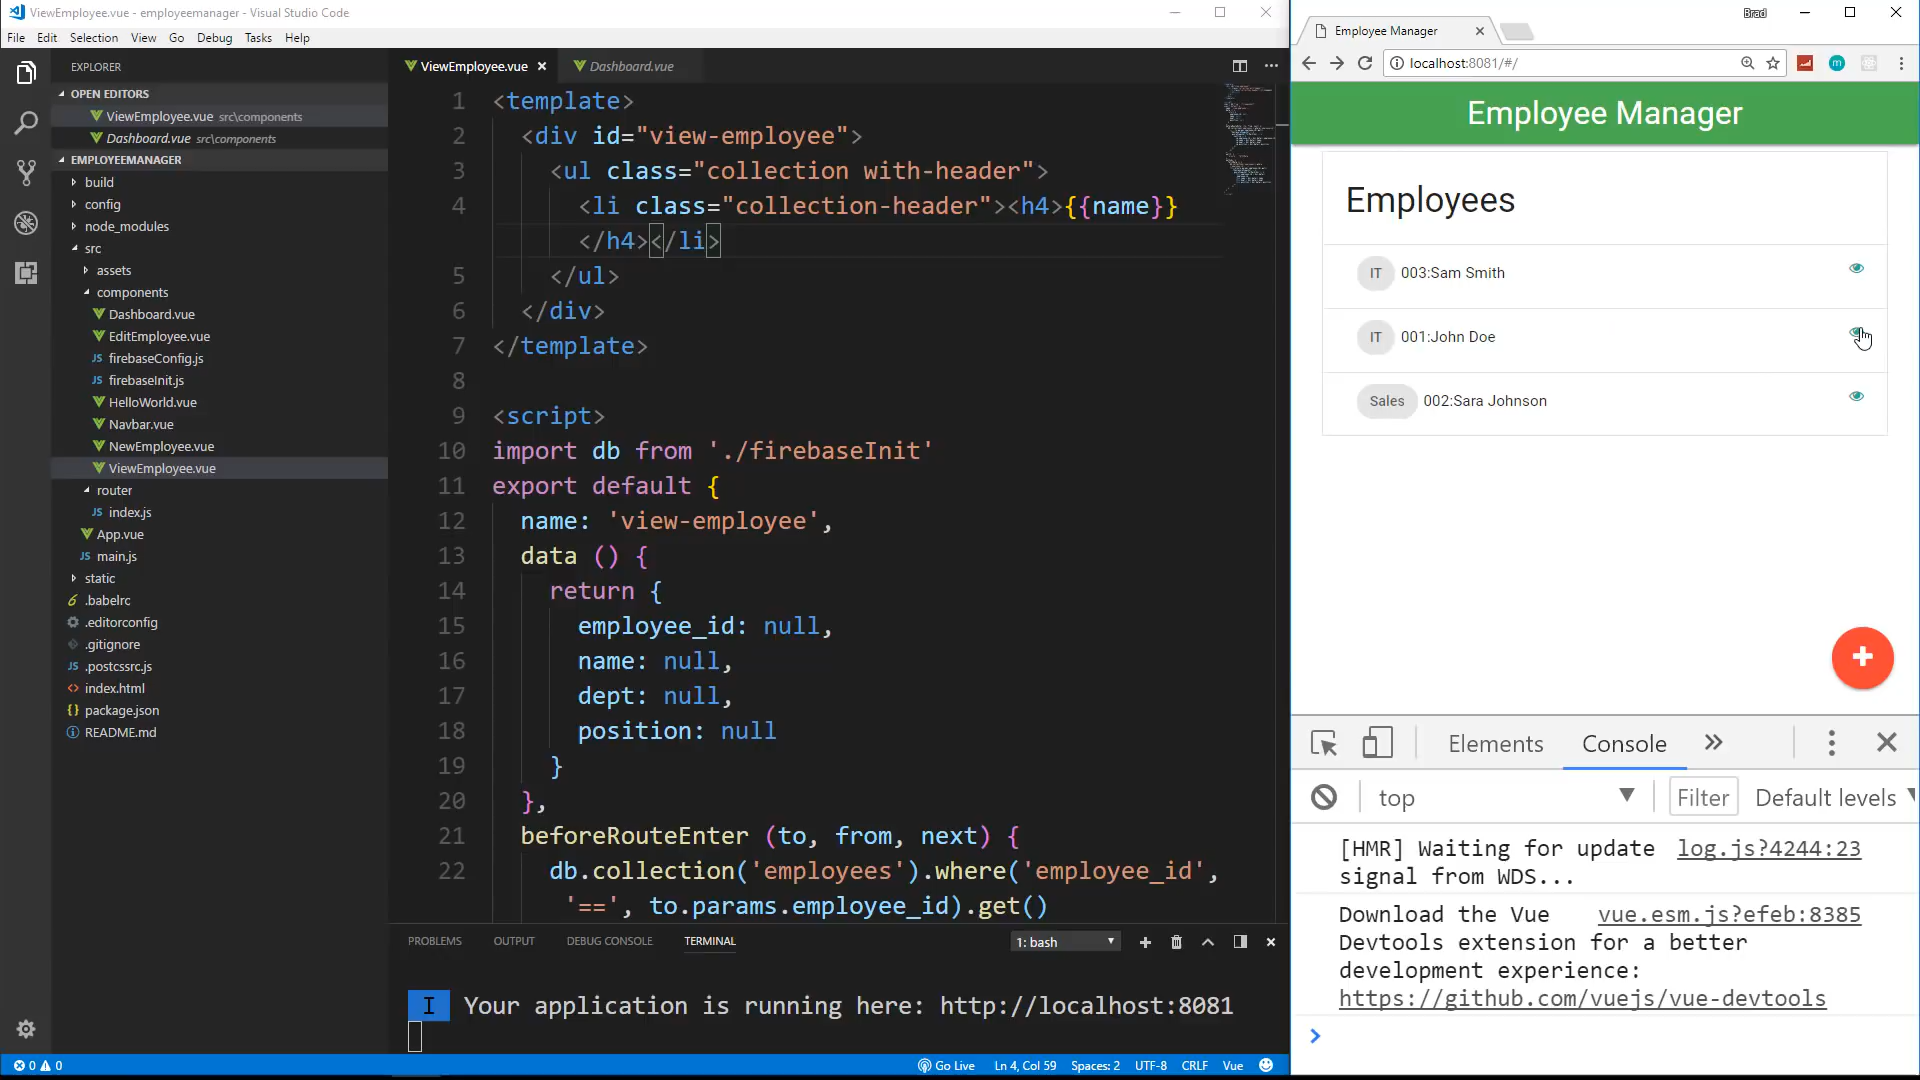 ViewEmployee.vue - employeemanager - Visual Studio Code
File Edit Selection View Go Debug Tasks Help
EXPLORER
OPEN EDITORS
ViewEmployee.vue src\components
Dashboard.vue src\components
EMPLOYEEMANAGER
build
config
node_modules
src
assets
components
Dashboard.vue
EditEmployee.vue
JS firebaseConfig.js
JS firebaseInit.js
HelloWorld.vue
Navbar.vue
NewEmployee.vue
ViewEmployee.vue
router
JS index.js
App.vue
JS main.js
static
.babelrc
.editorconfig
.gitignore
JS .postcssrc.js
index.html
package.json
README.md
ViewEmployee.vue Dashboard.vue
1 <template>
2 <div id="view-employee">
3 <ul class="collection with-header">
4 <li class="collection-header"><h4>{{name}}
</h4></li>
5 </ul>
6 </div>
7 </template>
8
9 <script>
10 import db from './firebaseInit'
11 export default {
12 name: 'view-employee',
13 data () {
14 return {
15 employee_id: null,
16 name: null,
17 dept: null,
18 position: null
19 }
20 },
21 beforeRouteEnter (to, from, next) {
22 db.collection('employees').where('employee_id',
'==', to.params.employee_id).get()
PROBLEMS OUTPUT DEBUG CONSOLE TERMINAL 1: bash
I Your application is running here: http://localhost:8081
0 0 Go Live Ln 4, Col 59 Spaces: 2 UTF-8 CRLF Vue
Brad
Employee Manager
localhost:8081/#/
Employee Manager
Employees
IT 003:Sam Smith
IT 001:John Doe
Sales 002:Sara Johnson
+
Elements Console
top Filter Default levels
[HMR] Waiting for update log.js?4244:23
signal from WDS...
Download the Vue vue.esm.js?efeb:8385
Devtools extension for a better
development experience:
https://github.com/vuejs/vue-devtools